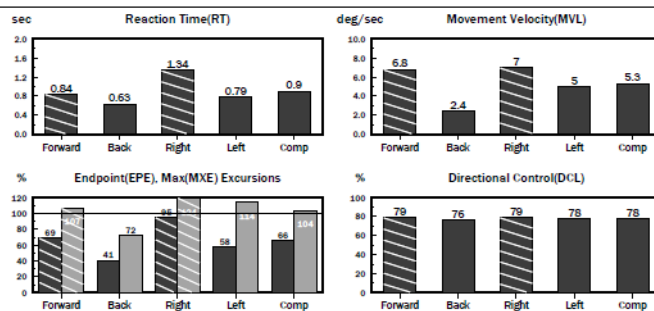 sec Reaction Time(RT)
2.0
1.6
1.2
0.8
0.4
0.0
0.84 0.63 1.34 0.79 0.9
Forward Back Right Left Comp
deg/sec Movement Velocity(MVL)
10.0
8.0
6.0
4.0
2.0
0.0
6.8 2.4 7 5 5.3
Forward Back Right Left Comp
% Endpoint(EPE), Max(MXE) Excursions
120
100
80
60
40
20
0
69 107 41 72 95 58 114 66 104
Forward Back Right Left Comp
% Directional Control(DCL)
100
80
60
40
20
0
79 76 79 78 78
Forward Back Right Left Comp